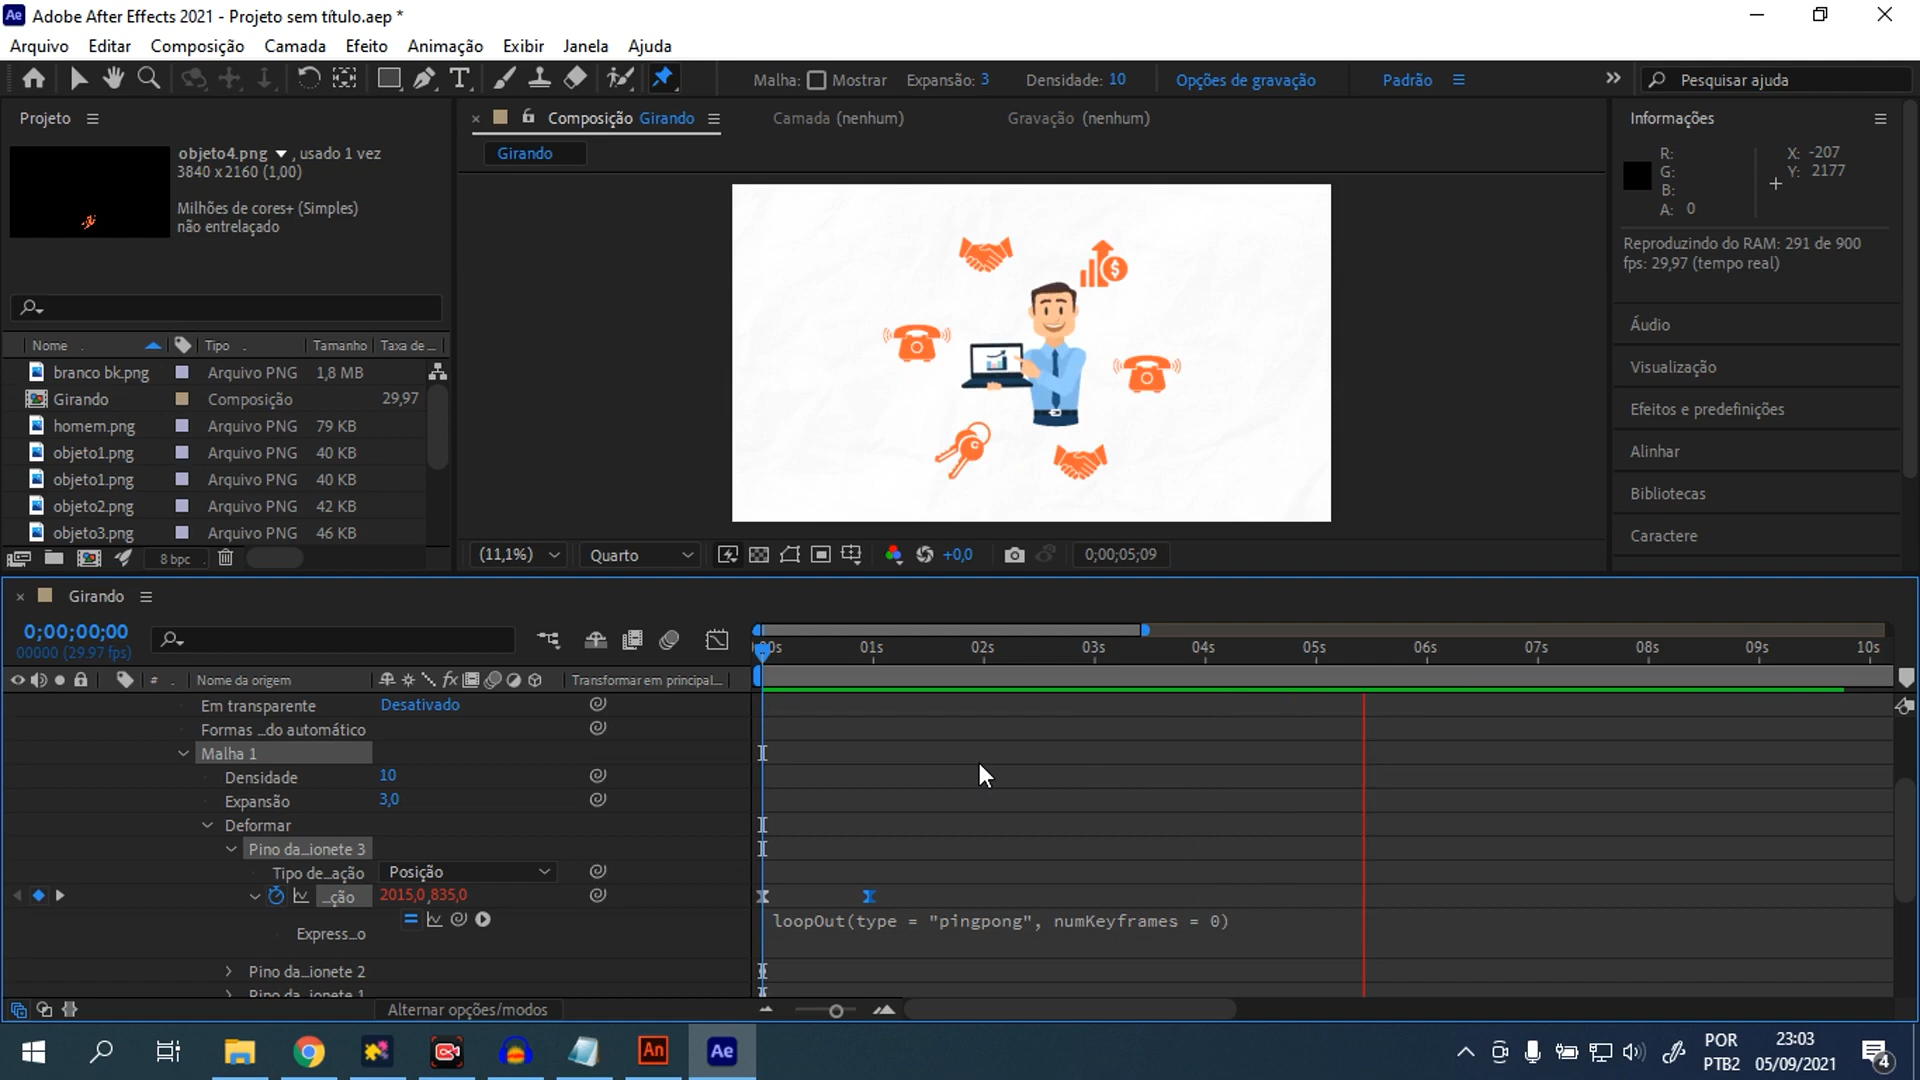 Ae Adobe After Effects 2021 - Projeto sem título.aep *
Arquivo Editar Composição Camada Efeito Animação Exibir Janela Ajuda
Malha: Mostrar Expansão: 3 Densidade: 10 Opções de gravação Padrão Pesquisar ajuda
Projeto
objeto4.png , usado 1 vez
3840 x 2160 (1,00)
Milhões de cores+ (Simples)
não entrelaçado
Nome Tipo Tamanho Taxa de ...
branco bk.png Arquivo PNG 1,8 MB
Girando Composição 29,97
homem.png Arquivo PNG 79 KB
objeto1.png Arquivo PNG 40 KB
objeto1.png Arquivo PNG 40 KB
objeto2.png Arquivo PNG 42 KB
objeto3.png Arquivo PNG 46 KB
8 bpc
Composição Girando Camada (nenhum) Gravação (nenhum)
Girando
$
(11,1%) Quarto +0,0 0;00;05;09
Informações
R: X: -207
G: Y: 2177
B:
A: 0
Reproduzindo do RAM: 291 de 900
fps: 29,97 (tempo real)
Áudio
Visualização
Efeitos e predefinições
Alinhar
Bibliotecas
Caractere
Girando
0;00;00;00
00000 (29.97 fps)
00s 01s 02s 03s 04s 05s 06s 07s 08s 09s 10s
# Nome da origem fx Transformar em principal...
Em transparente Desativado
Formas ...do automático
Malha 1
Densidade 10
Expansão 3,0
Deformar
Pino da...ionete 3
Tipo de...ação Posição
...ção 2015,0,835,0
loopOut(type = "pingpong", numKeyframes = 0)
Express...o
Pino da...ionete 2
Pino da...ionete 1
Alternar opções/modos
An Ae
POR
PTB2
23:03
05/09/2021
4